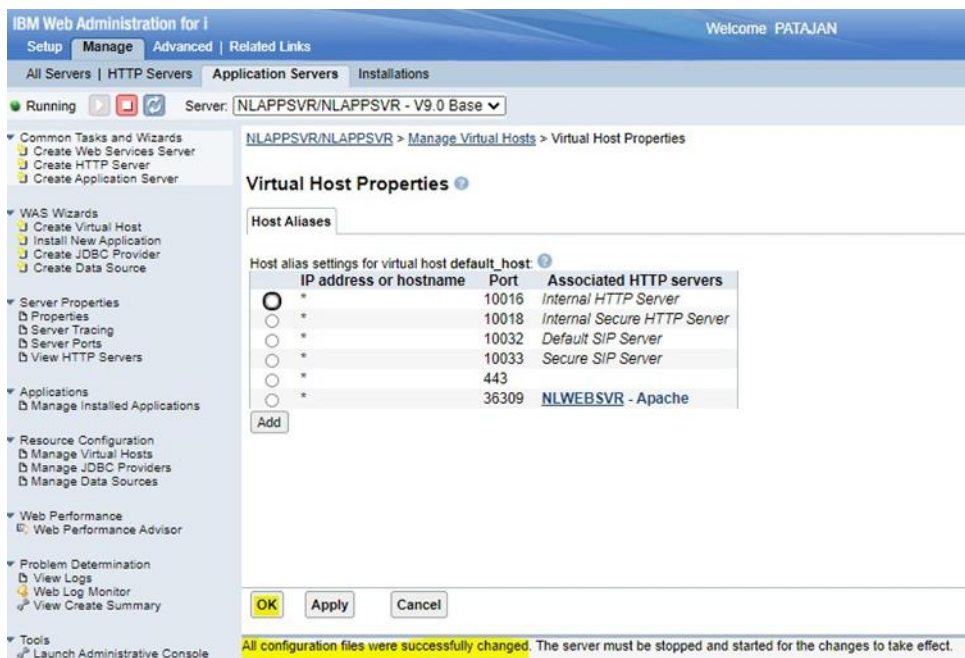 IBM Web Administration for i
Welcome PATAJAN
Setup Manage Advanced | Related Links
All Servers | HTTP Servers Application Servers Installations
Running Server: NLAPPSVR/NLAPPSVR - V9.0 Base
Common Tasks and Wizards
Create Web Services Server
Create HTTP Server
Create Application Server
WAS Wizards
Create Virtual Host
Install New Application
Create JDBC Provider
Create Data Source
Server Properties
Properties
Server Tracing
Server Ports
View HTTP Servers
Applications
Manage Installed Applications
Resource Configuration
Manage Virtual Hosts
Manage JDBC Providers
Manage Data Sources
Web Performance
Web Performance Advisor
Problem Determination
View Logs
Web Log Monitor
View Create Summary
Tools
Launch Administrative Console
NLAPPSVR/NLAPPSVR > Manage Virtual Hosts > Virtual Host Properties
Virtual Host Properties
Host Aliases
Host alias settings for virtual host default_host:
IP address or hostname Port Associated HTTP servers
* 10016 Internal HTTP Server
* 10018 Internal Secure HTTP Server
* 10032 Default SIP Server
* 10033 Secure SIP Server
* 443
* 36309 NLWEBSVR - Apache
Add
OK Apply Cancel
All configuration files were successfully changed. The server must be stopped and started for the changes to take effect.